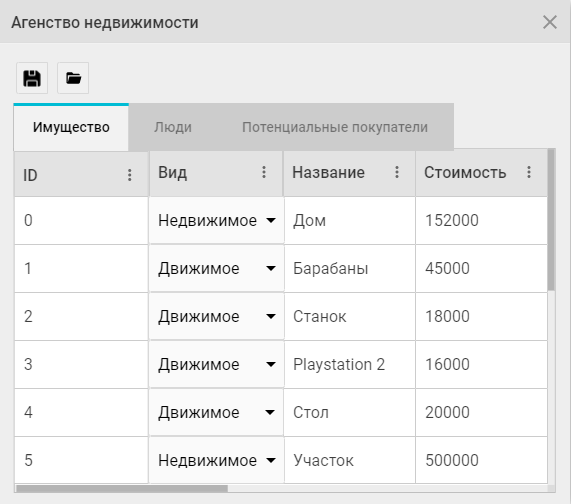 Агенство недвижимости
Имущество Люди Потенциальные покупатели
ID Вид Название Стоимость
0 Недвижимое Дом 152000
1 Движимое Барабаны 45000
2 Движимое Станок 18000
3 Движимое Playstation 2 16000
4 Движимое Стол 20000
5 Недвижимое Участок 500000